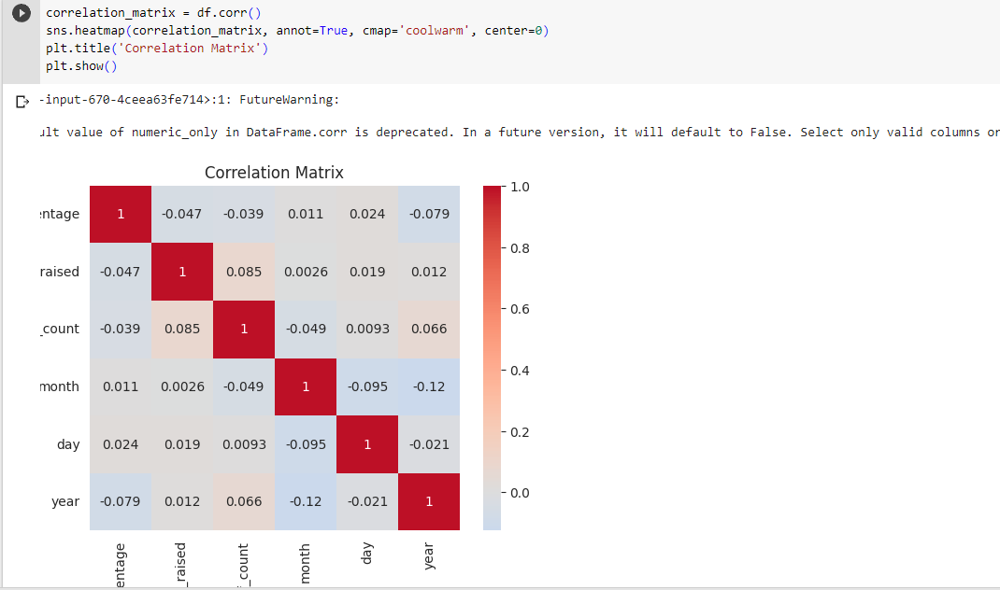 correlation_matrix = df.corr()
sns.heatmap(correlation_matrix, annot=True, cmap='coolwarm', center=0)
plt.title('Correlation Matrix')
plt.show()
-input-670-4ceea63fe714>:1: FutureWarning:
ult value of numeric_only in DataFrame.corr is deprecated. In a future version, it will default to False. Select only valid columns or
Correlation Matrix
entage 1 -0.047 -0.039 0.011 0.024 -0.079
raised -0.047 1 0.085 0.0026 0.019 0.012
_count -0.039 0.085 1 -0.049 0.0093 0.066
month 0.011 0.0026 -0.049 1 -0.095 -0.12
day 0.024 0.019 0.0093 -0.095 1 -0.021
year -0.079 0.012 0.066 -0.12 -0.021 1
entage _raised _count month day year
1.0
0.8
0.6
0.4
0.2
0.0